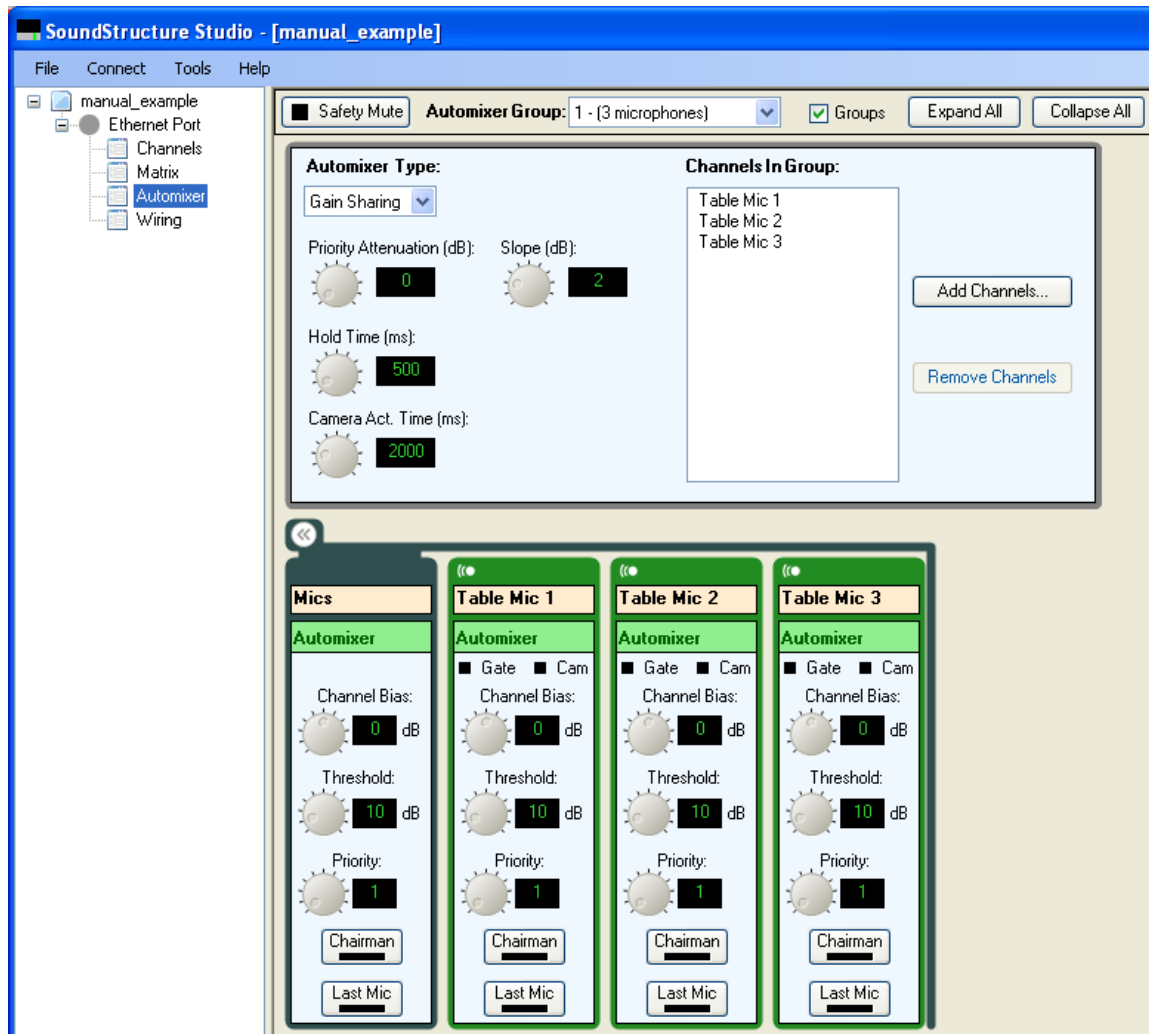 SoundStructure Studio - [manual_example]
File Connect Tools Help
manual_example
Ethernet Port
Channels
Matrix
Automixer
Wiring
Safety Mute Automixer Group: 1 - (3 microphones) Groups Expand All Collapse All
Automixer Type: Channels In Group:
Gain Sharing
Table Mic 1
Table Mic 2
Table Mic 3
Priority Attenuation (dB): Slope (dB):
0 2
Add Channels...
Hold Time (ms):
500
Remove Channels
Camera Act. Time (ms):
2000
Mics Table Mic 1 Table Mic 2 Table Mic 3
Automixer Automixer Automixer Automixer
Gate Cam Gate Cam Gate Cam
Channel Bias: Channel Bias: Channel Bias: Channel Bias:
0 dB 0 dB 0 dB 0 dB
Threshold: Threshold: Threshold: Threshold:
10 dB 10 dB 10 dB 10 dB
Priority: Priority: Priority: Priority:
1 1 1 1
Chairman Chairman Chairman Chairman
Last Mic Last Mic Last Mic Last Mic